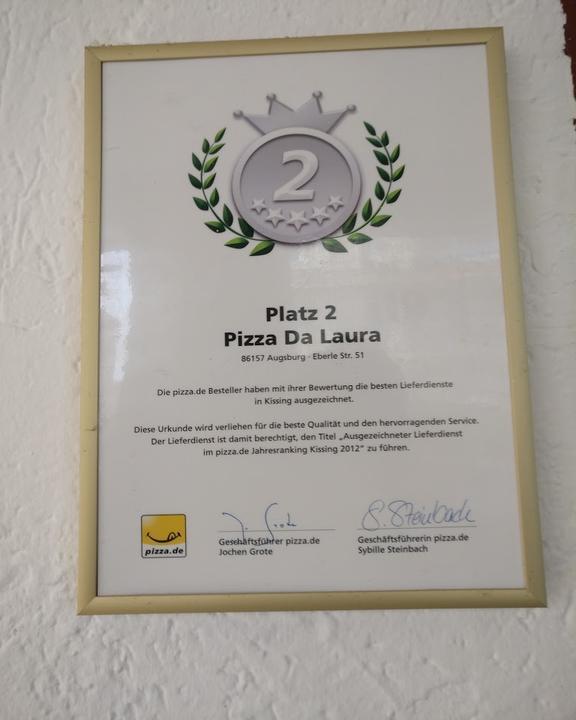 2
Platz 2
Pizza Da Laura
86157 Augsburg · Eberle Str. 51
Die pizza.de Besteller haben mit ihrer Bewertung die besten Lieferdienste
in Kissing ausgezeichnet.
Diese Urkunde wird verliehen für die beste Qualität und den hervorragenden Service.
Der Lieferdienst ist damit berechtigt, den Titel „Ausgezeichneter Lieferdienst
im pizza.de Jahresranking Kissing 2012“ zu führen.
pizza.de
J. Grote
Geschäftsführer pizza.de
Jochen Grote
S. Steinbach
Geschäftsführerin pizza.de
Sybille Steinbach